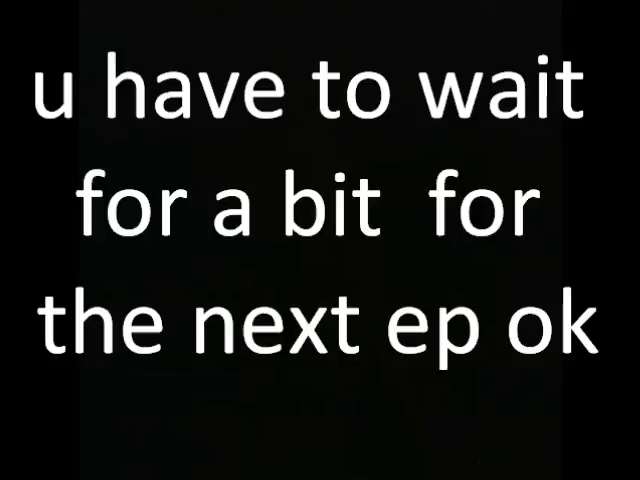 u have to wait
for a bit  for
the next ep ok